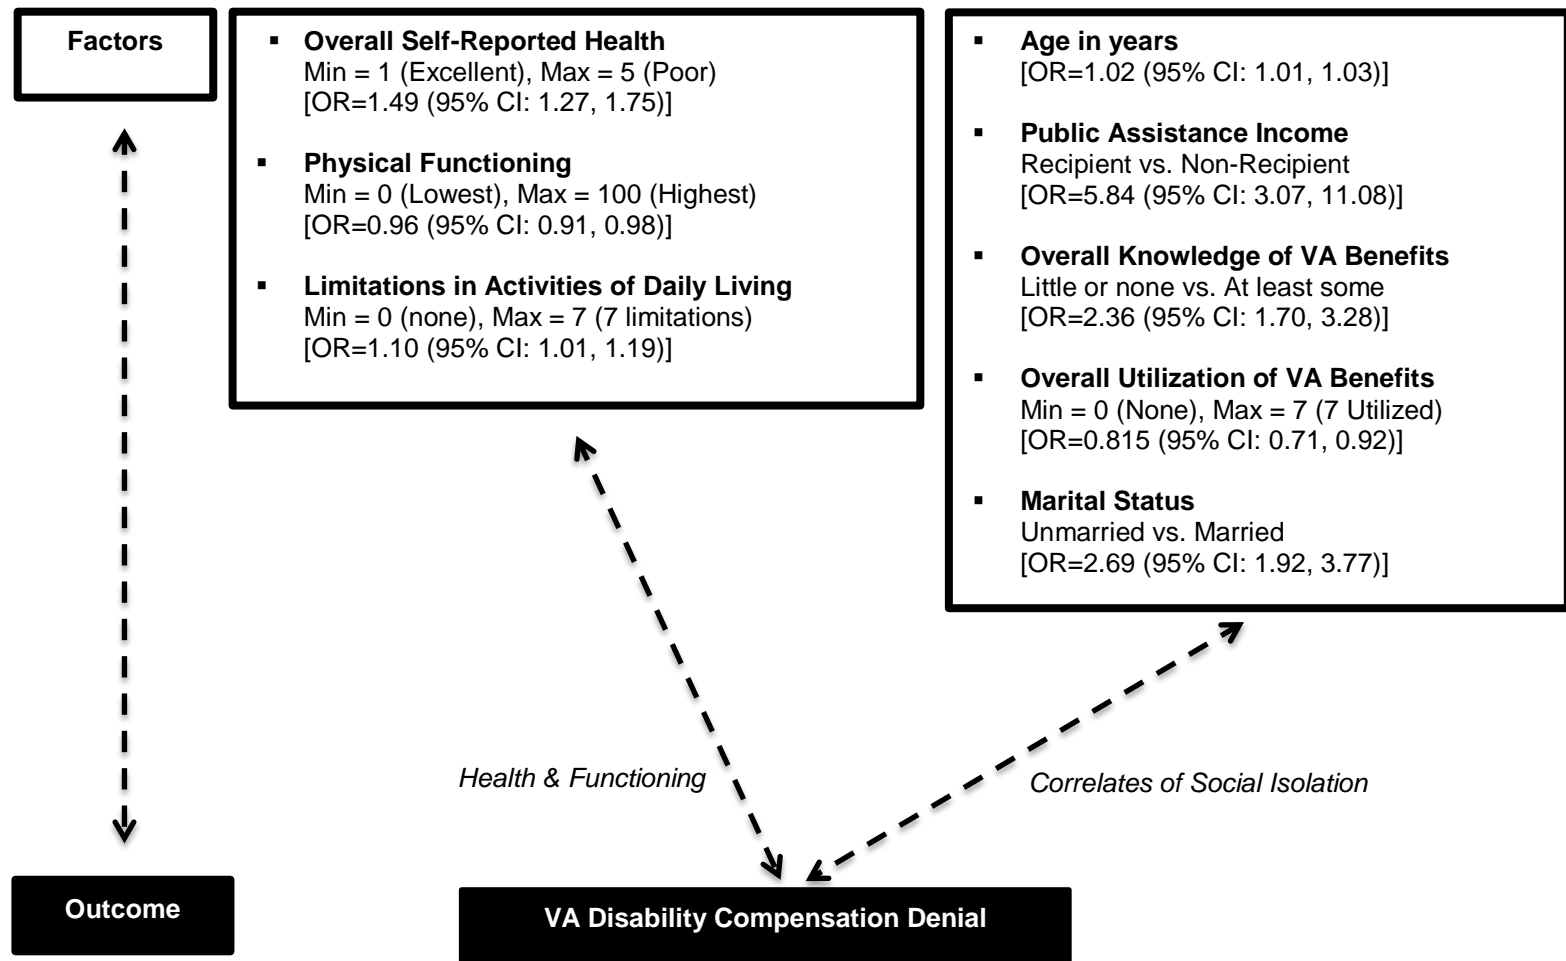 Factors
▪ Overall Self-Reported Health
Min = 1 (Excellent), Max = 5 (Poor)
[OR=1.49 (95% CI: 1.27, 1.75)]
▪ Physical Functioning
Min = 0 (Lowest), Max = 100 (Highest)
[OR=0.96 (95% CI: 0.91, 0.98)]
▪ Limitations in Activities of Daily Living
Min = 0 (none), Max = 7 (7 limitations)
[OR=1.10 (95% CI: 1.01, 1.19)]
▪ Age in years
[OR=1.02 (95% CI: 1.01, 1.03)]
▪ Public Assistance Income
Recipient vs. Non-Recipient
[OR=5.84 (95% CI: 3.07, 11.08)]
▪ Overall Knowledge of VA Benefits
Little or none vs. At least some
[OR=2.36 (95% CI: 1.70, 3.28)]
▪ Overall Utilization of VA Benefits
Min = 0 (None), Max = 7 (7 Utilized)
[OR=0.815 (95% CI: 0.71, 0.92)]
▪ Marital Status
Unmarried vs. Married
[OR=2.69 (95% CI: 1.92, 3.77)]
Health & Functioning
Correlates of Social Isolation
Outcome
VA Disability Compensation Denial